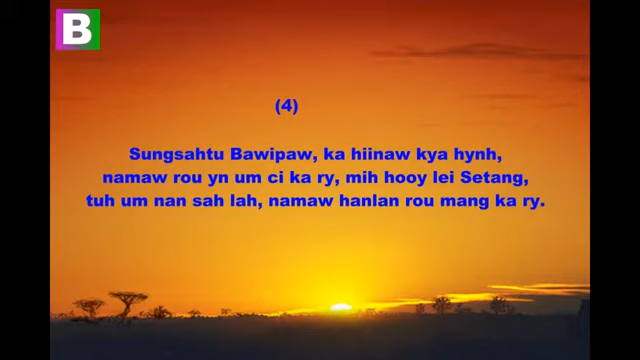 B
(4)
Sungsahtu Bawipaw, ka hiinaw kya hynh,
namaw rou yn um ci ka ry, mih hooy lei Setang,
tuh um nan sah lah, namaw hanlan rou mang ka ry.